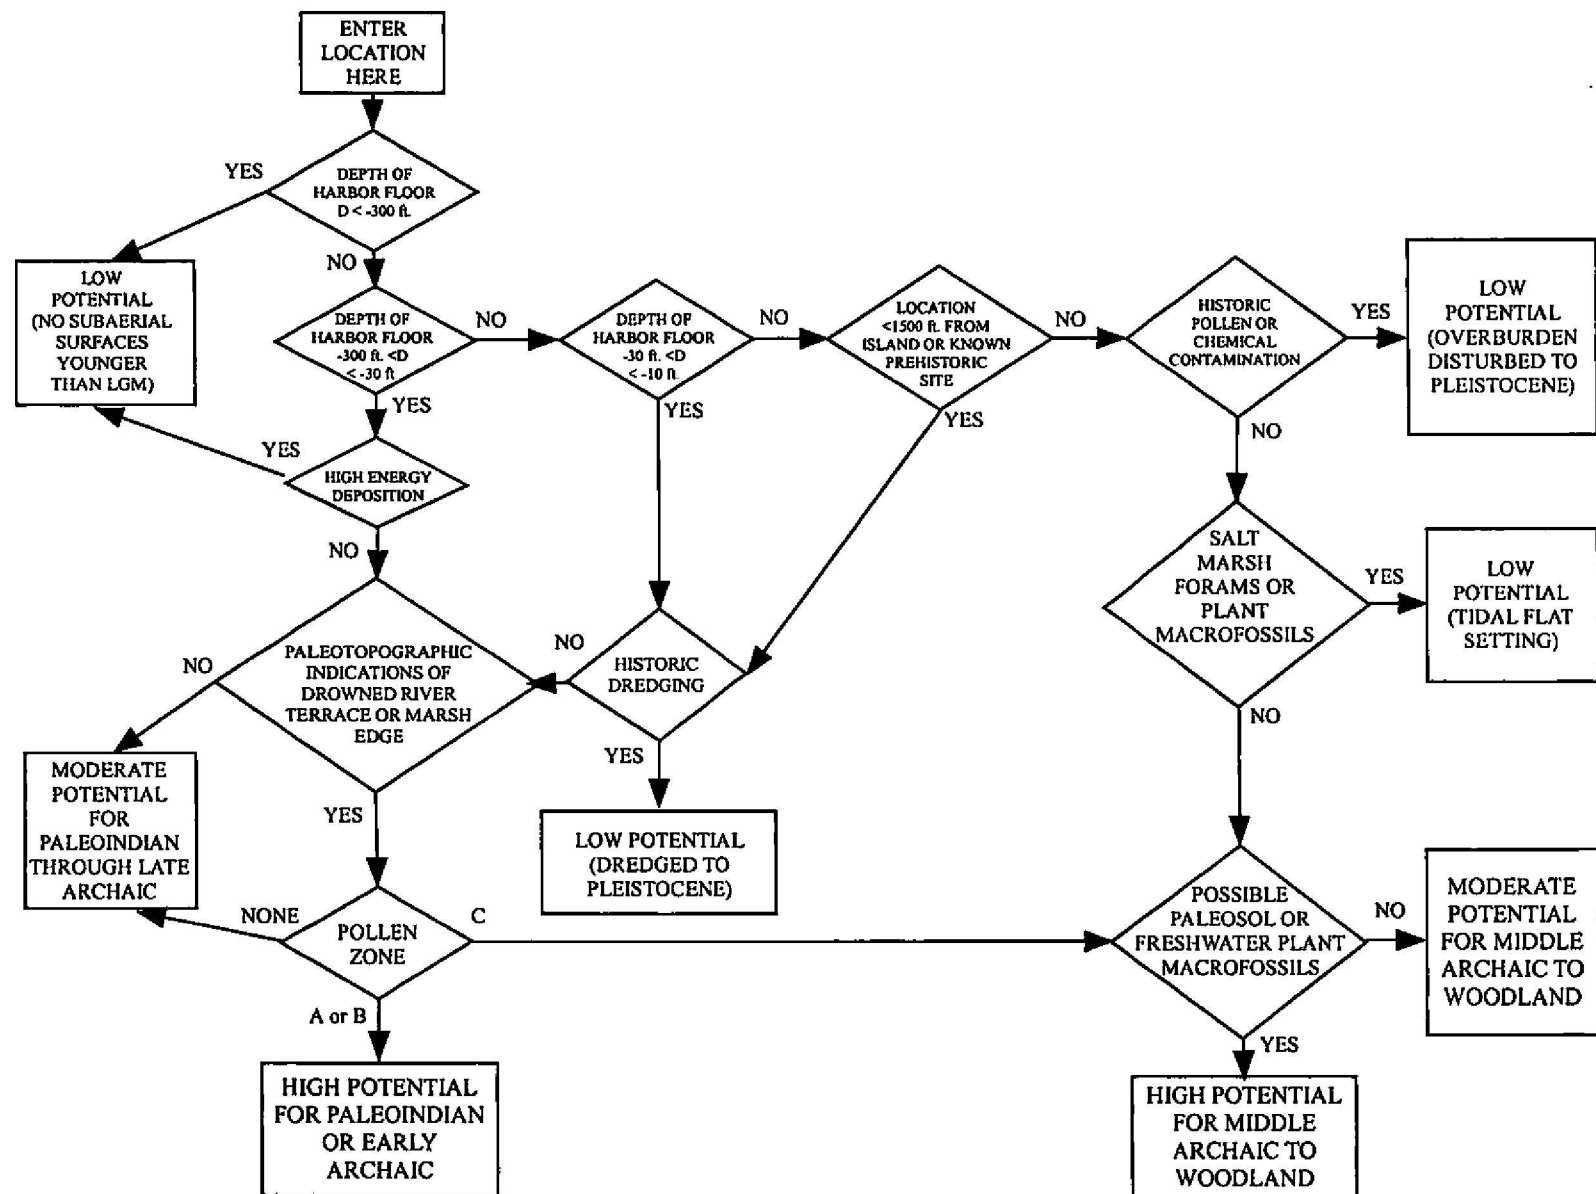 ENTER
LOCATION
HERE
YES
DEPTH OF
HARBOR FLOOR
D < -300 ft.
NO
LOW
POTENTIAL
(NO SUBAERIAL
SURFACES
YOUNGER
THAN LGM)
DEPTH OF
HARBOR FLOOR
-300 ft. <D
< -30 ft
NO
DEPTH OF
HARBOR FLOOR
-30 ft. <D
< -10 ft.
NO
LOCATION
<1500 ft. FROM
ISLAND OR KNOWN
PREHISTORIC
SITE
NO
HISTORIC
POLLEN OR
CHEMICAL
CONTAMINATION
YES
LOW
POTENTIAL
(OVERBURDEN
DISTURBED TO
PLEISTOCENE)
YES
YES
YES
NO
YES
HIGH ENERGY
DEPOSITION
NO
SALT
MARSH
FORAMS OR
PLANT
MACROFOSSILS
YES
LOW
POTENTIAL
(TIDAL FLAT
SETTING)
NO
PALEOTOPOGRAPHIC
INDICATIONS OF
DROWNED RIVER
TERRACE OR MARSH
EDGE
NO
HISTORIC
DREDGING
NO
YES
MODERATE
POTENTIAL
FOR
PALEOINDIAN
THROUGH LATE
ARCHAIC
YES
LOW POTENTIAL
(DREDGED TO
PLEISTOCENE)
NONE
POLLEN
ZONE
C
POSSIBLE
PALEOSOL OR
FRESHWATER PLANT
MACROFOSSILS
NO
MODERATE
POTENTIAL
FOR MIDDLE
ARCHAIC TO
WOODLAND
A or B
YES
HIGH POTENTIAL
FOR PALEOINDIAN
OR EARLY
ARCHAIC
HIGH POTENTIAL
FOR MIDDLE
ARCHAIC TO
WOODLAND